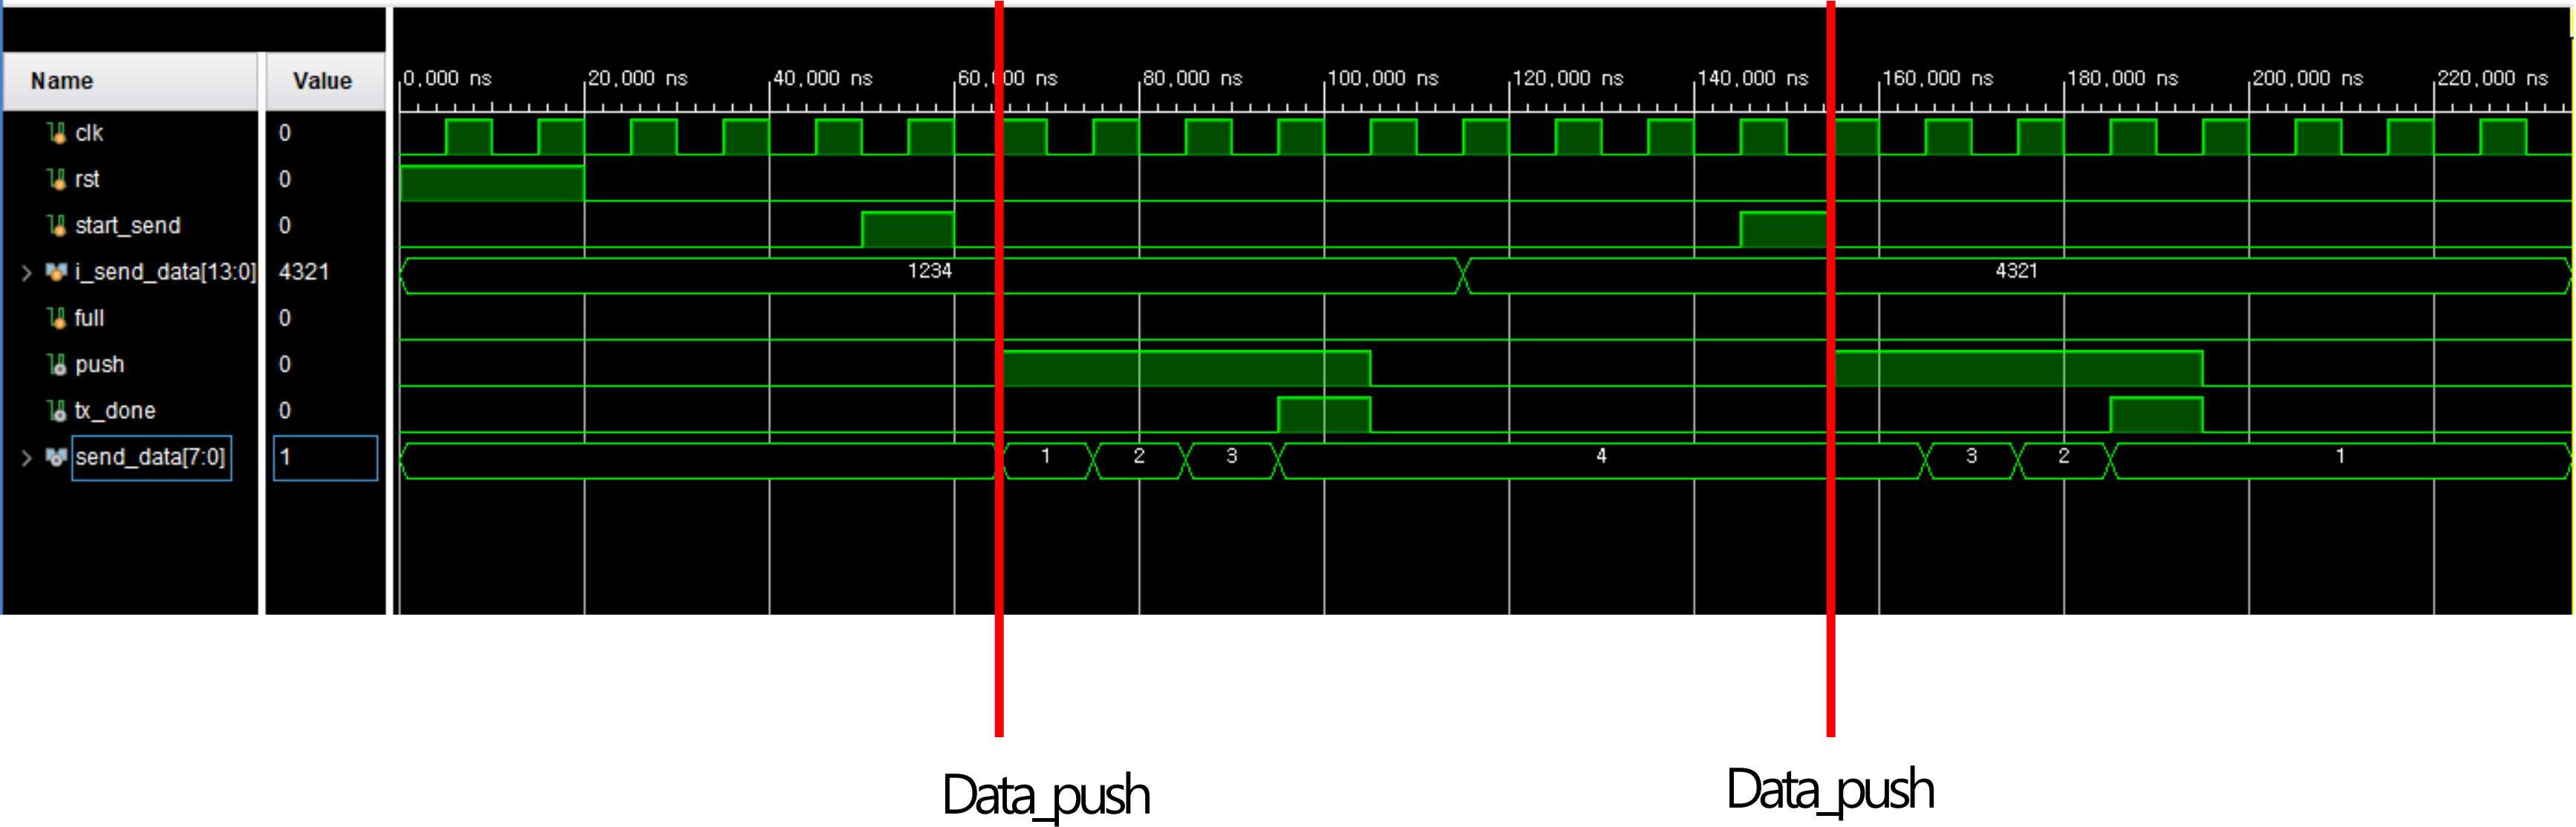 Name Value 0,000 ns 20,000 ns 40,000 ns 60,000 ns 80,000 ns 100,000 ns 120,000 ns 140,000 ns 160,000 ns 180,000 ns 200,000 ns 220,000 ns
clk 0
rst 0
start_send 0
i_send_data[13:0] 4321 1234 4321
full 0
push 0
tx_done 0
send_data[7:0] 1 1 2 3 4 3 2 1
Data_push Data_push